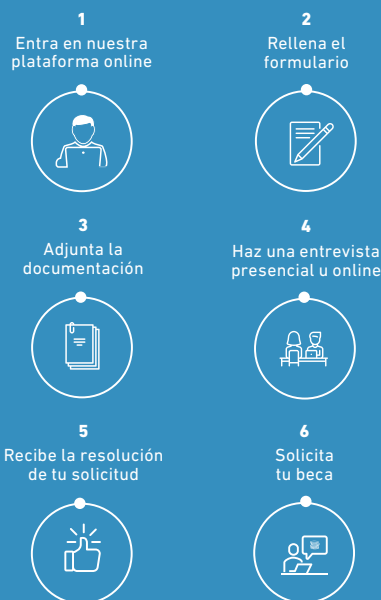 1
Entra en nuestra
plataforma online
2
Rellena el
formulario
3
Adjunta la
documentación
4
Haz una entrevista
presencial u online
5
Recibe la resolución
de tu solicitud
6
Solicita
tu beca